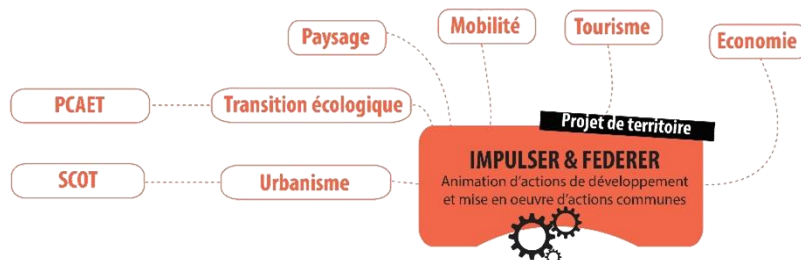 Paysage
Mobilité
Tourisme
Economie
PCAET
Transition écologique
Projet de territoire
SCOT
Urbanisme
IMPULSER & FEDERER
Animation d'actions de développement
et mise en oeuvre d'actions communes